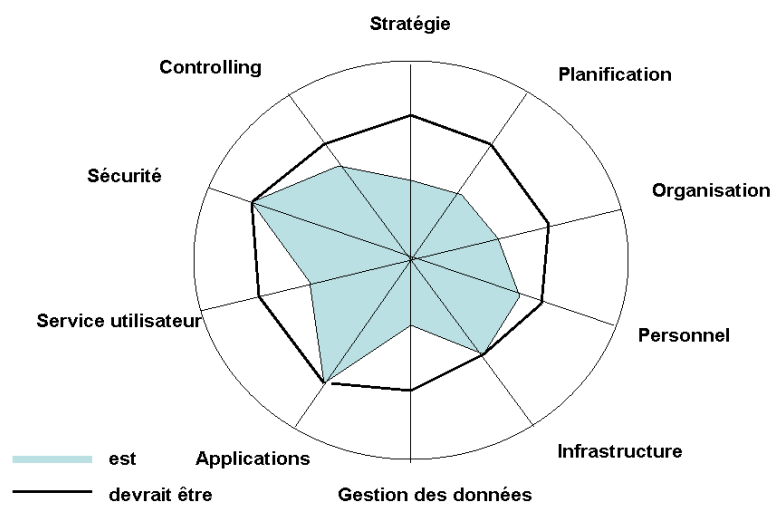 Stratégie
Controlling
Planification
Sécurité
Organisation
Service utilisateur
Personnel
Infrastructure
est
Applications
devrait être
Gestion des données